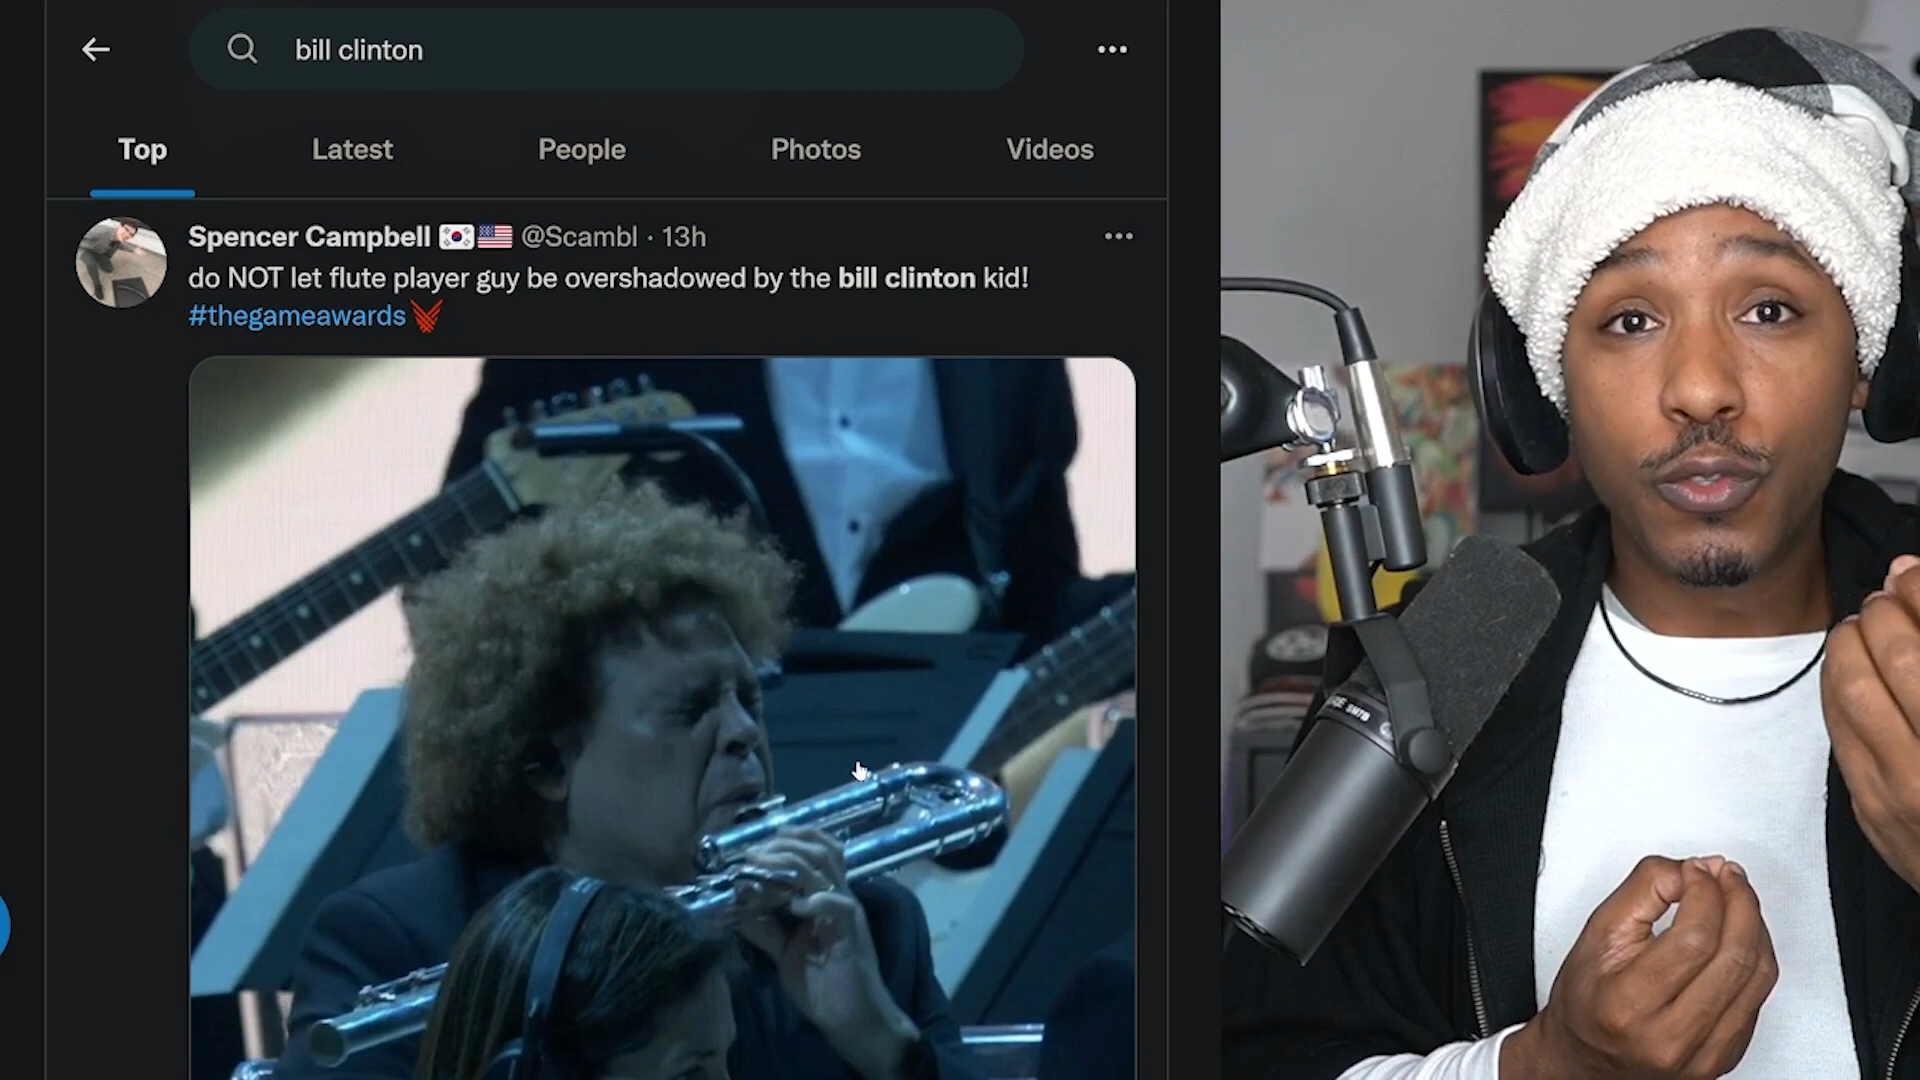 bill clinton
Top Latest People Photos Videos
Spencer Campbell 🇰🇷🇺🇸 @Scambl · 13h
do NOT let flute player guy be overshadowed by the bill clinton kid!
#thegameawards
SM7B